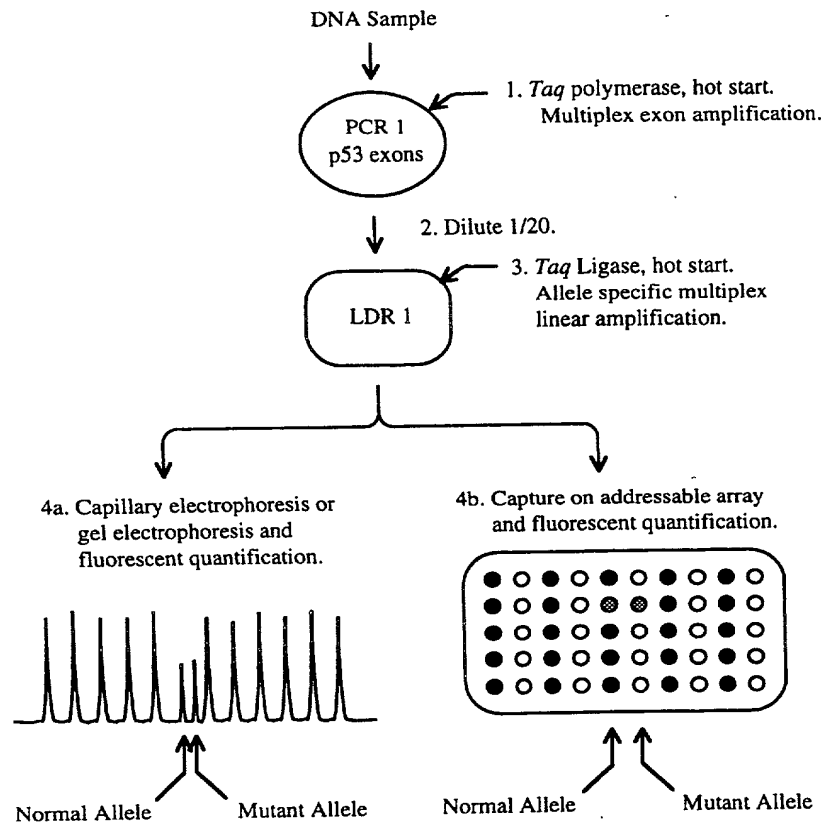 DNA Sample
1. Taq polymerase, hot start.
Multiplex exon amplification.
PCR 1
p53 exons
2. Dilute 1/20.
3. Taq Ligase, hot start.
Allele specific multiplex
linear amplification.
LDR 1
4a. Capillary electrophoresis or
gel electrophoresis and
fluorescent quantification.
4b. Capture on addressable array
and fluorescent quantification.
Normal Allele
Mutant Allele
Normal Allele
Mutant Allele